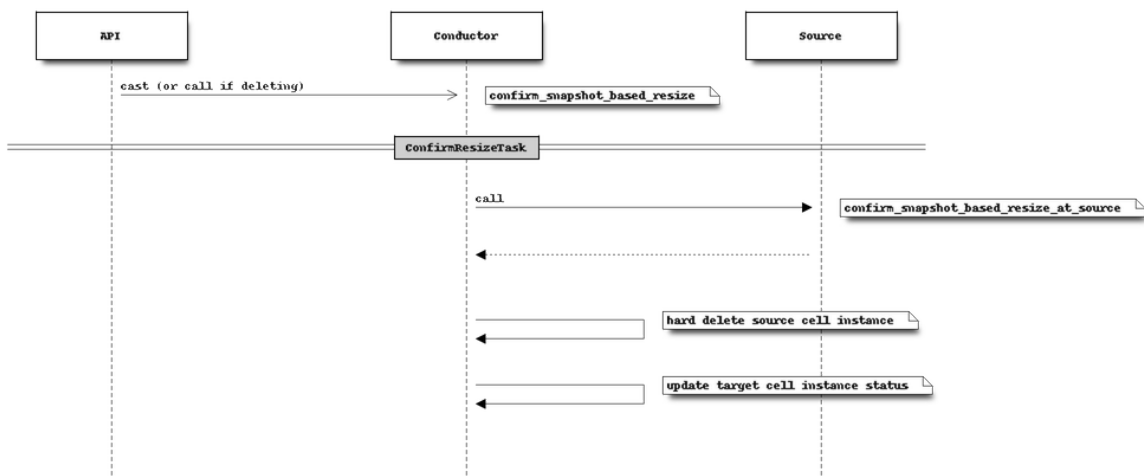 API
Conductor
Source
cast (or call if deleting)
confirm_snapshot_based_resize
ConfirmResizeTask
call
confirm_snapshot_based_resize_at_source
hard delete source cell instance
update target cell instance status